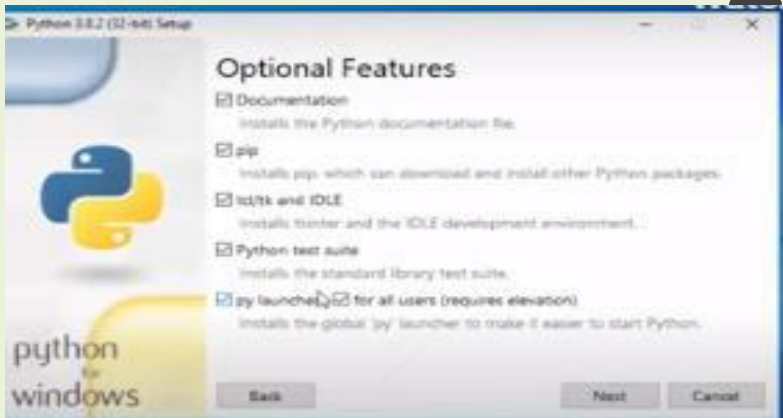 Python 3.8.2 (32-bit) Setup
Optional Features
Documentation
Installs the Python documentation file.
pip
Installs pip, which can download and install other Python packages.
tcl/tk and IDLE
Installs tkinter and the IDLE development environment.
Python test suite
Installs the standard library test suite.
py launcher for all users (requires elevation)
Installs the global 'py' launcher to make it easier to start Python.
python
for
windows
Back
Next
Cancel